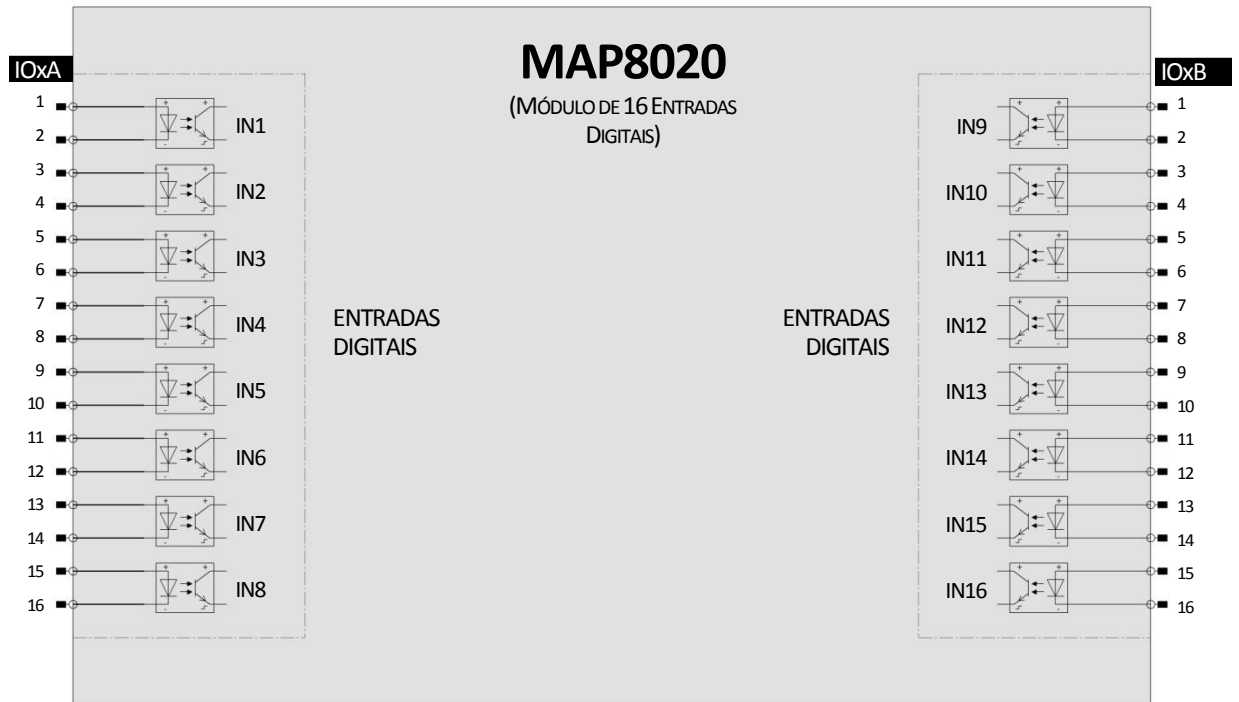 MAP8020
(MÓDULO DE 16 ENTRADAS
DIGITAIS)
IOxA
1
2
IN1
3
4
IN2
5
6
IN3
7
8
IN4
9
10
IN5
11
12
IN6
13
14
IN7
15
16
IN8
ENTRADAS
DIGITAIS
ENTRADAS
DIGITAIS
IOxB
IN9
1
2
IN10
3
4
IN11
5
6
IN12
7
8
IN13
9
10
IN14
11
12
IN15
13
14
IN16
15
16